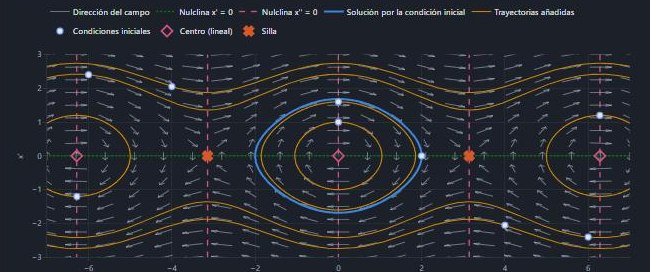 Dirección del campo Nulclina x' = 0 Nulclina x'' = 0 Solución por la condición inicial Trayectorias añadidas
Condiciones iniciales Centro (lineal) Silla
3
2
1
0
−1
−2
−3
x'
−6 −4 −2 0 2 4 6